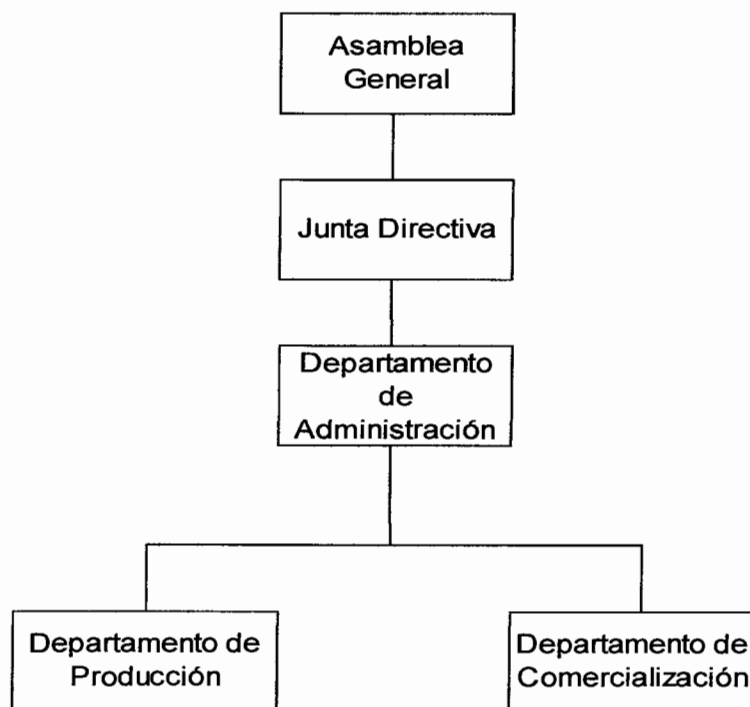 Asamblea
General
Junta Directiva
Departamento
de
Administración
Departamento de
Producción
Departamento de
Comercialización